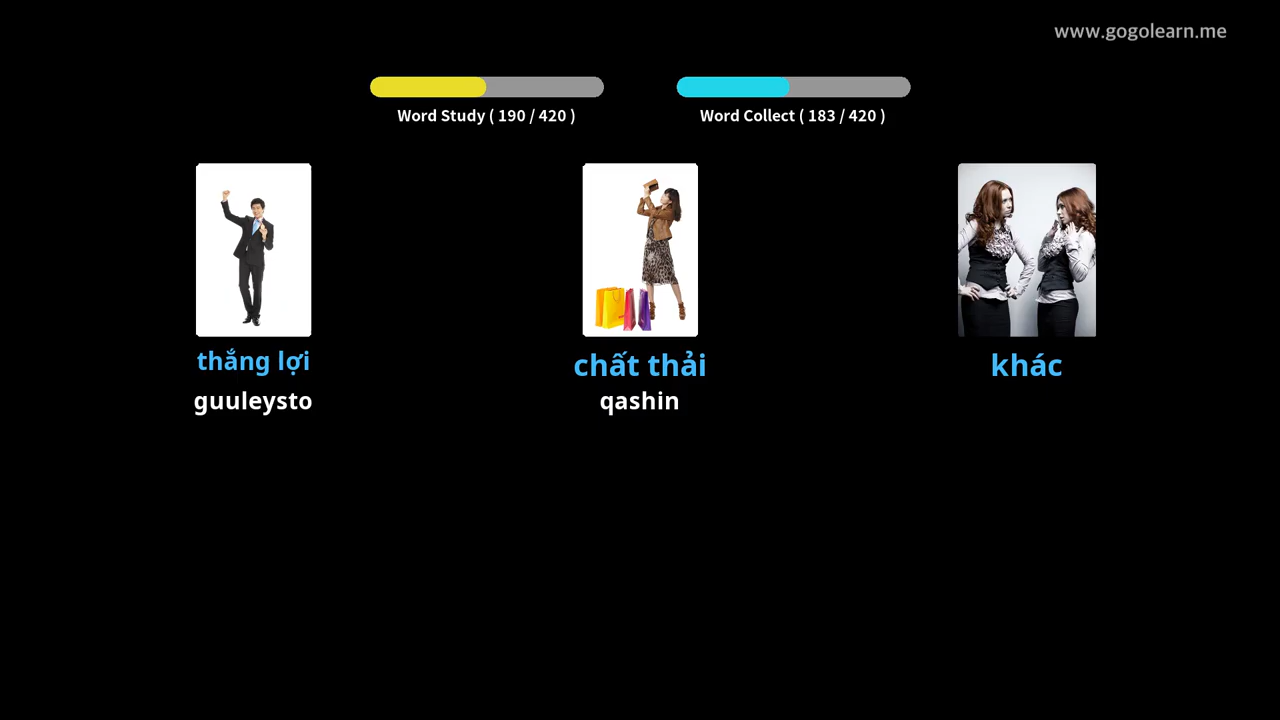 www.gogolearn.me
Word Study ( 190 / 420 )
Word Collect ( 183 / 420 )
thắng lợi
chất thải
khác
guuleysto
qashin